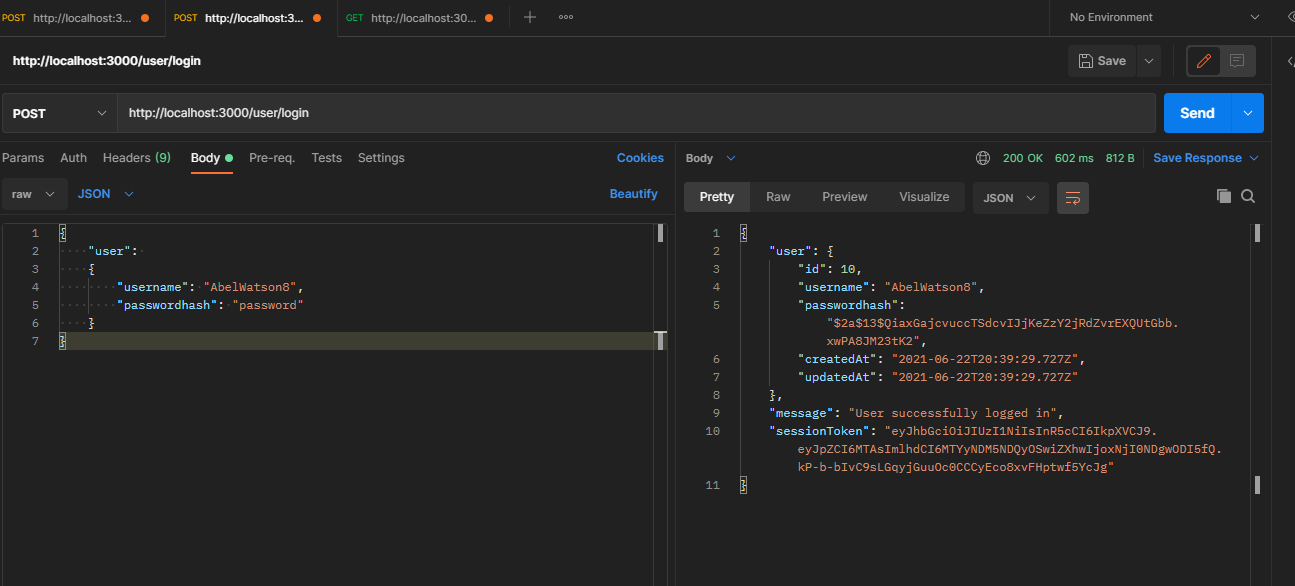 POST http://localhost:3... POST http://localhost:3... GET http://localhost:30... No Environment
http://localhost:3000/user/login Save
POST http://localhost:3000/user/login Send
Params Auth Headers (9) Body Pre-req. Tests Settings Cookies
raw JSON Beautify
1 {
2 "user":
3 {
4 "username": "AbelWatson8",
5 "passwordhash": "password"
6 }
7 }
Body 200 OK 602 ms 812 B Save Response
Pretty Raw Preview Visualize JSON
1 {
2 "user": {
3 "id": 10,
4 "username": "AbelWatson8",
5 "passwordhash":
"$2a$13$QiaxGajcvuccTSdcvIJjKeZzY2jRdZvrEXQUtGbb.
xwPA8JM23tK2",
6 "createdAt": "2021-06-22T20:39:29.727Z",
7 "updatedAt": "2021-06-22T20:39:29.727Z"
8 },
9 "message": "User successfully logged in",
10 "sessionToken": "eyJhbGciOiJIUzI1NiIsInR5cCI6IkpXVCJ9.
eyJpZCI6MTAsImlhdCI6MTYyNDM5NDQyOSwiZXhwIjoxNjI0NDgwODI5fQ.
kP-b-bIvC9sLGqyjGuuOc0CCCyEco8xvFHptwf5YcJg"
11 }